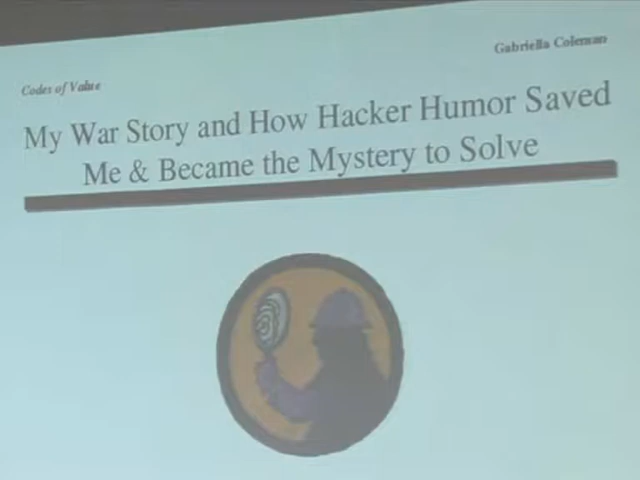 Gabriella Coleman
Codes of Value
My War Story and How Hacker Humor Saved
Me & Became the Mystery to Solve